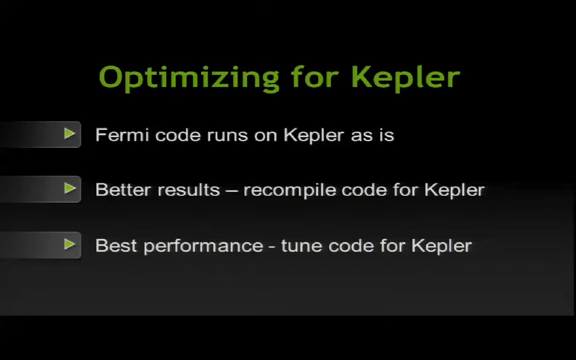 Optimizing for Kepler
Fermi code runs on Kepler as is
Better results – recompile code for Kepler
Best performance - tune code for Kepler